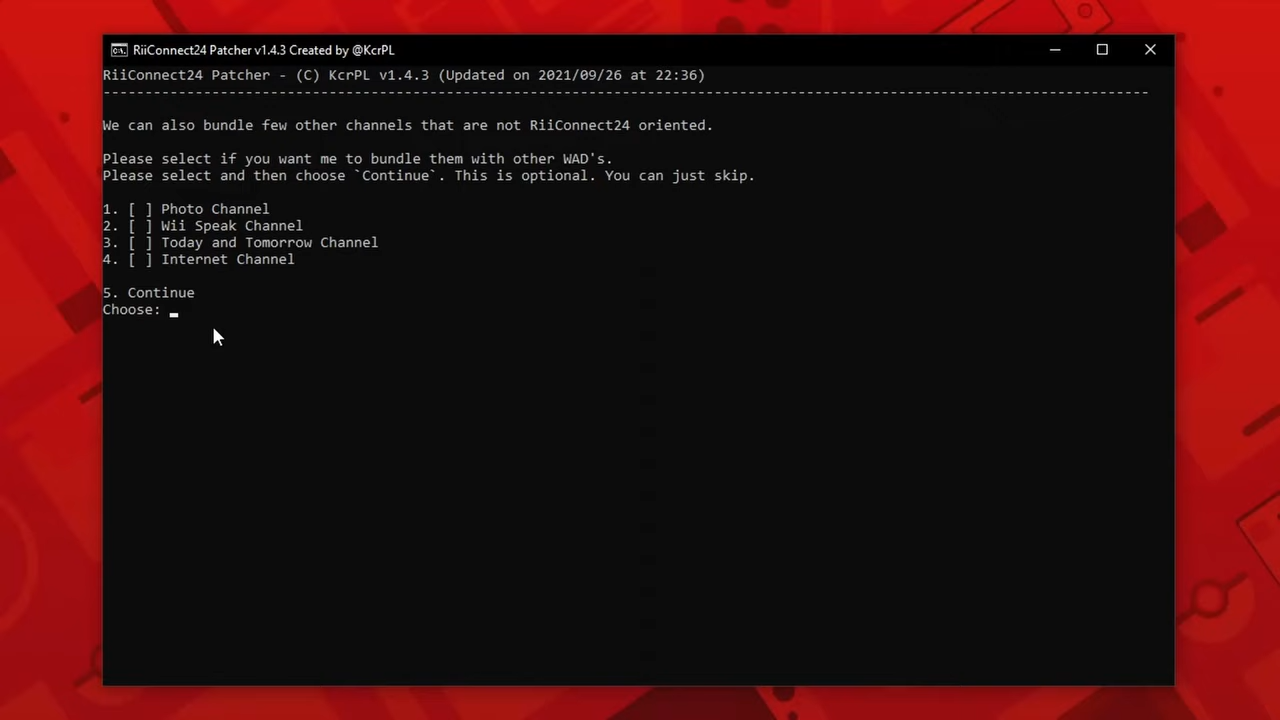 RiiConnect24 Patcher v1.4.3 Created by @KcrPL
RiiConnect24 Patcher - (C) KcrPL v1.4.3 (Updated on 2021/09/26 at 22:36)
-----------------------------------------------------------------------------------------------------------------------------
We can also bundle few other channels that are not RiiConnect24 oriented.
Please select if you want me to bundle them with other WAD's.
Please select and then choose `Continue`. This is optional. You can just skip.
1. [ ] Photo Channel
2. [ ] Wii Speak Channel
3. [ ] Today and Tomorrow Channel
4. [ ] Internet Channel
5. Continue
Choose: _